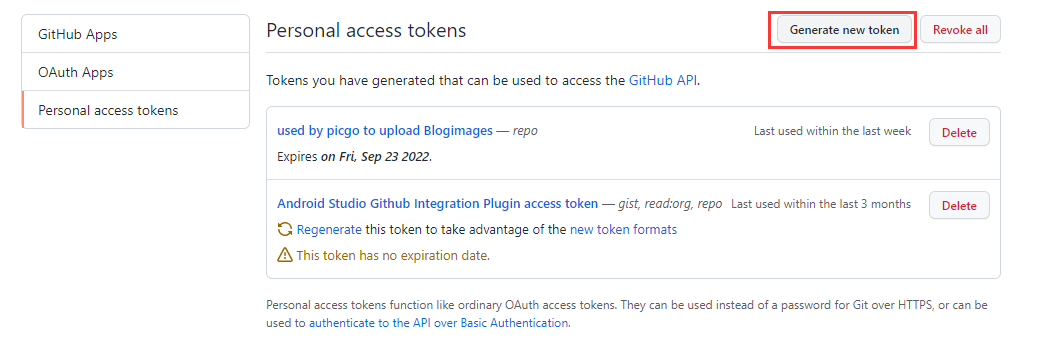 GitHub Apps
OAuth Apps
Personal access tokens
Personal access tokens
Generate new token
Revoke all
Tokens you have generated that can be used to access the GitHub API.
used by picgo to upload Blogimages — repo
Last used within the last week
Delete
Expires on Fri, Sep 23 2022.
Android Studio Github Integration Plugin access token — gist, read:org, repo
Last used within the last 3 months
Delete
Regenerate this token to take advantage of the new token formats
This token has no expiration date.
Personal access tokens function like ordinary OAuth access tokens. They can be used instead of a password for Git over HTTPS, or can be
used to authenticate to the API over Basic Authentication.